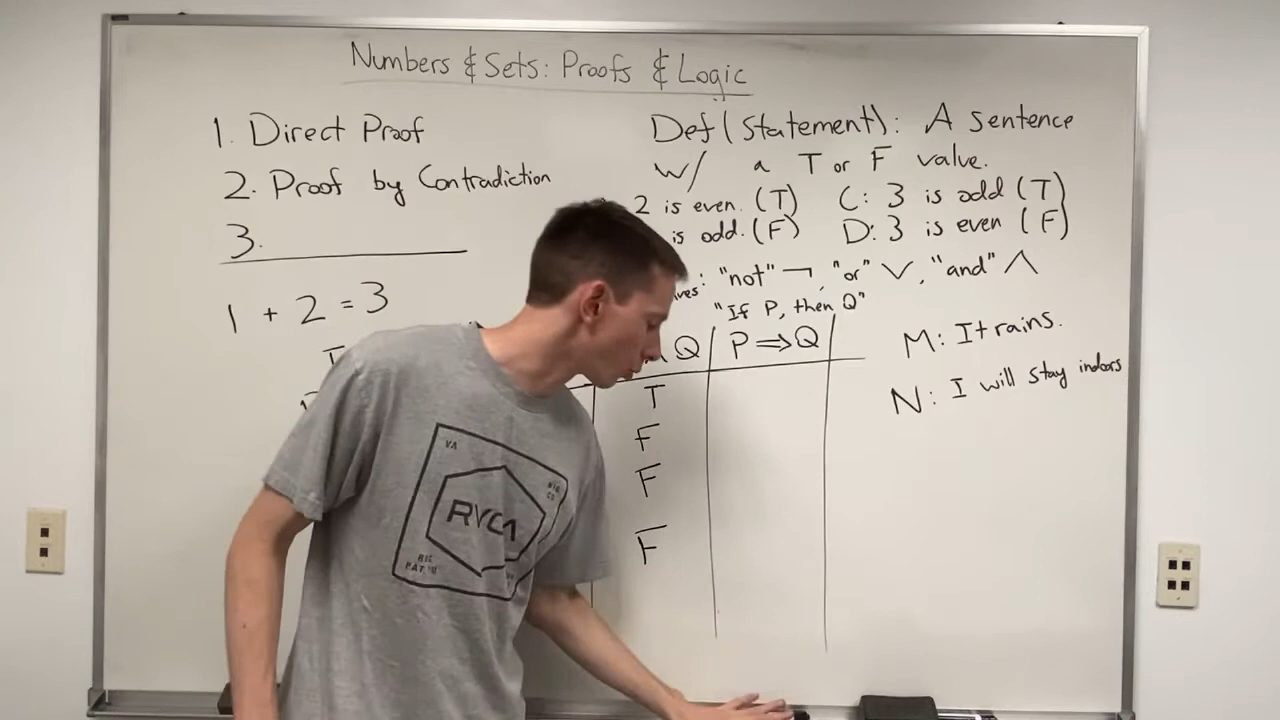 Numbers & Sets: Proofs & Logic
1. Direct Proof
2. Proof by Contradiction
3.
1 + 2 = 3
Def (Statement): A sentence
w/ a T or F value.
2 is even. (T) C: 3 is odd (T)
is odd. (F) D: 3 is even (F)
"not" ¬, "or" ∨, "and" ∧
"If P, then Q"
Q P ⟹ Q
T
F
F
F
M: It rains.
N: I will stay indoors
VA
RVCA